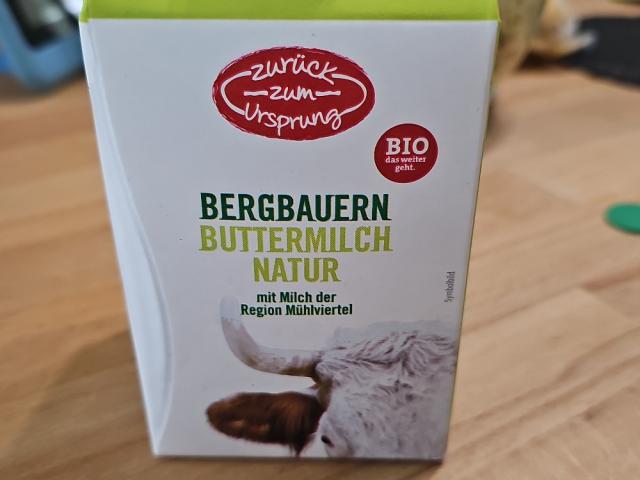 zurück
zum
Ursprung
BIO
das weiter
geht.
BERGBAUERN
BUTTERMILCH
NATUR
mit Milch der
Region Mühlviertel
Symbolbild